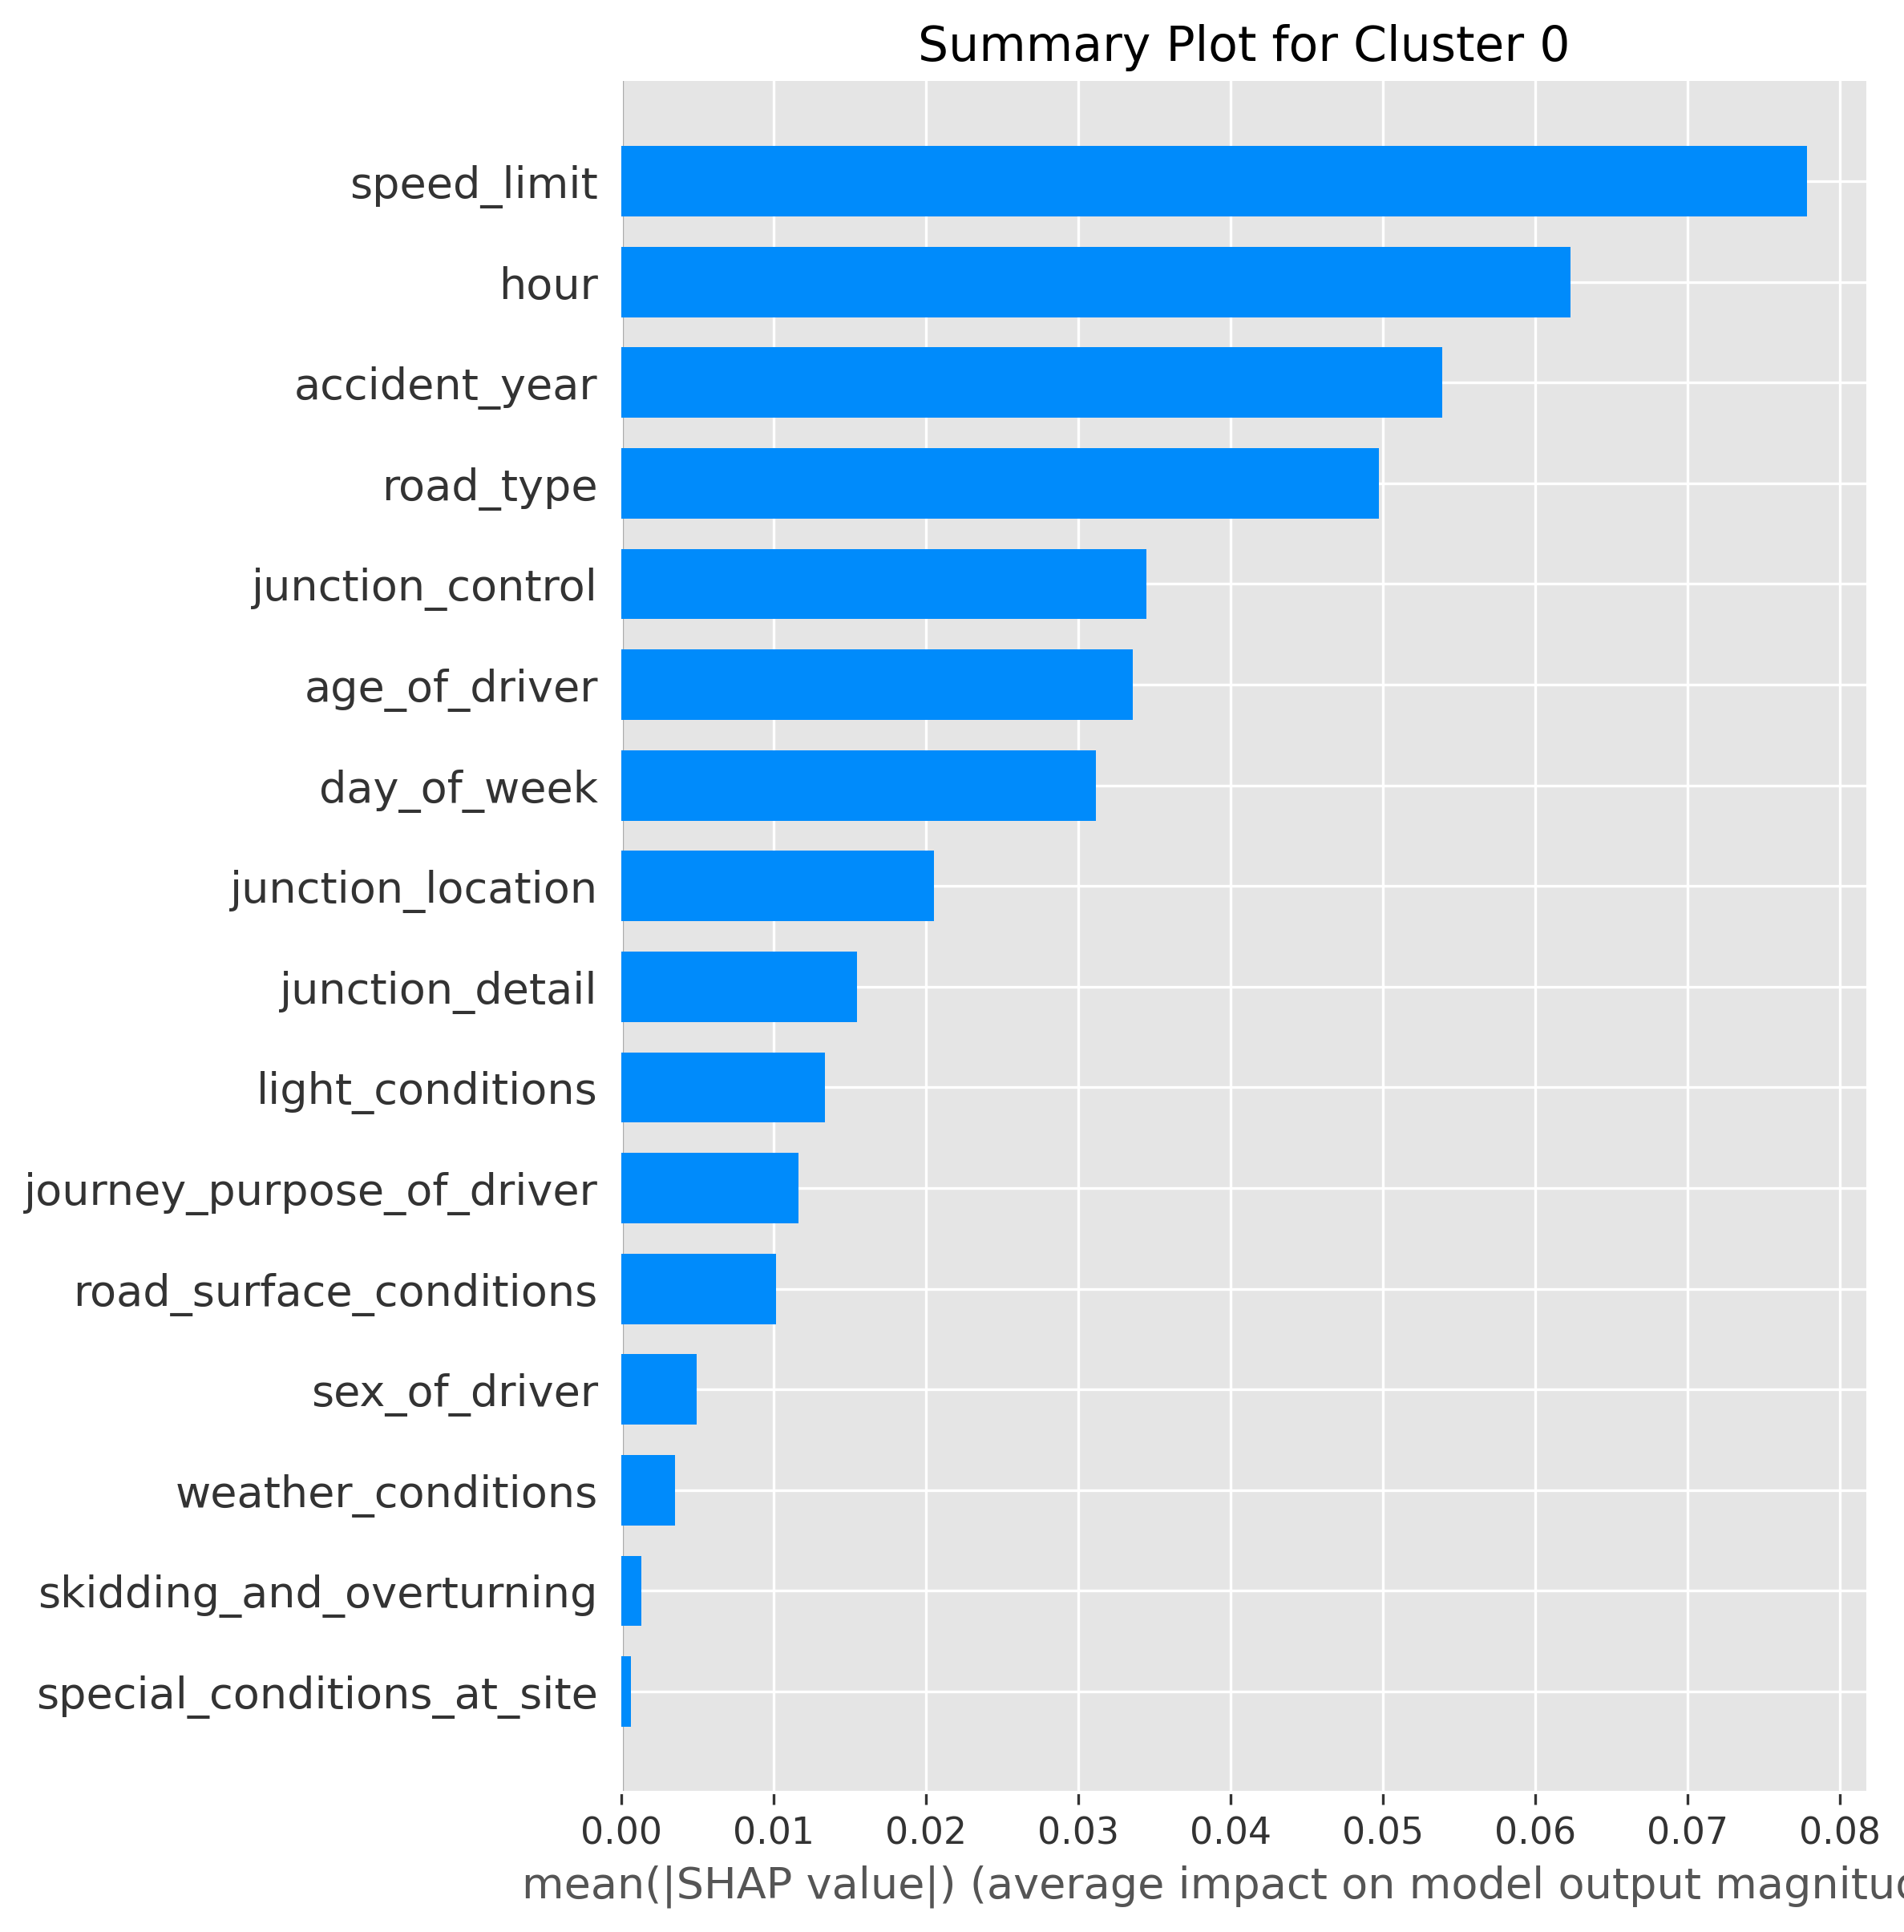 Summary Plot for Cluster 0
speed_limit
hour
accident_year
road_type
junction_control
age_of_driver
day_of_week
junction_location
junction_detail
light_conditions
journey_purpose_of_driver
road_surface_conditions
sex_of_driver
weather_conditions
skidding_and_overturning
special_conditions_at_site
0.00 0.01 0.02 0.03 0.04 0.05 0.06 0.07 0.08
mean(|SHAP value|) (average impact on model output